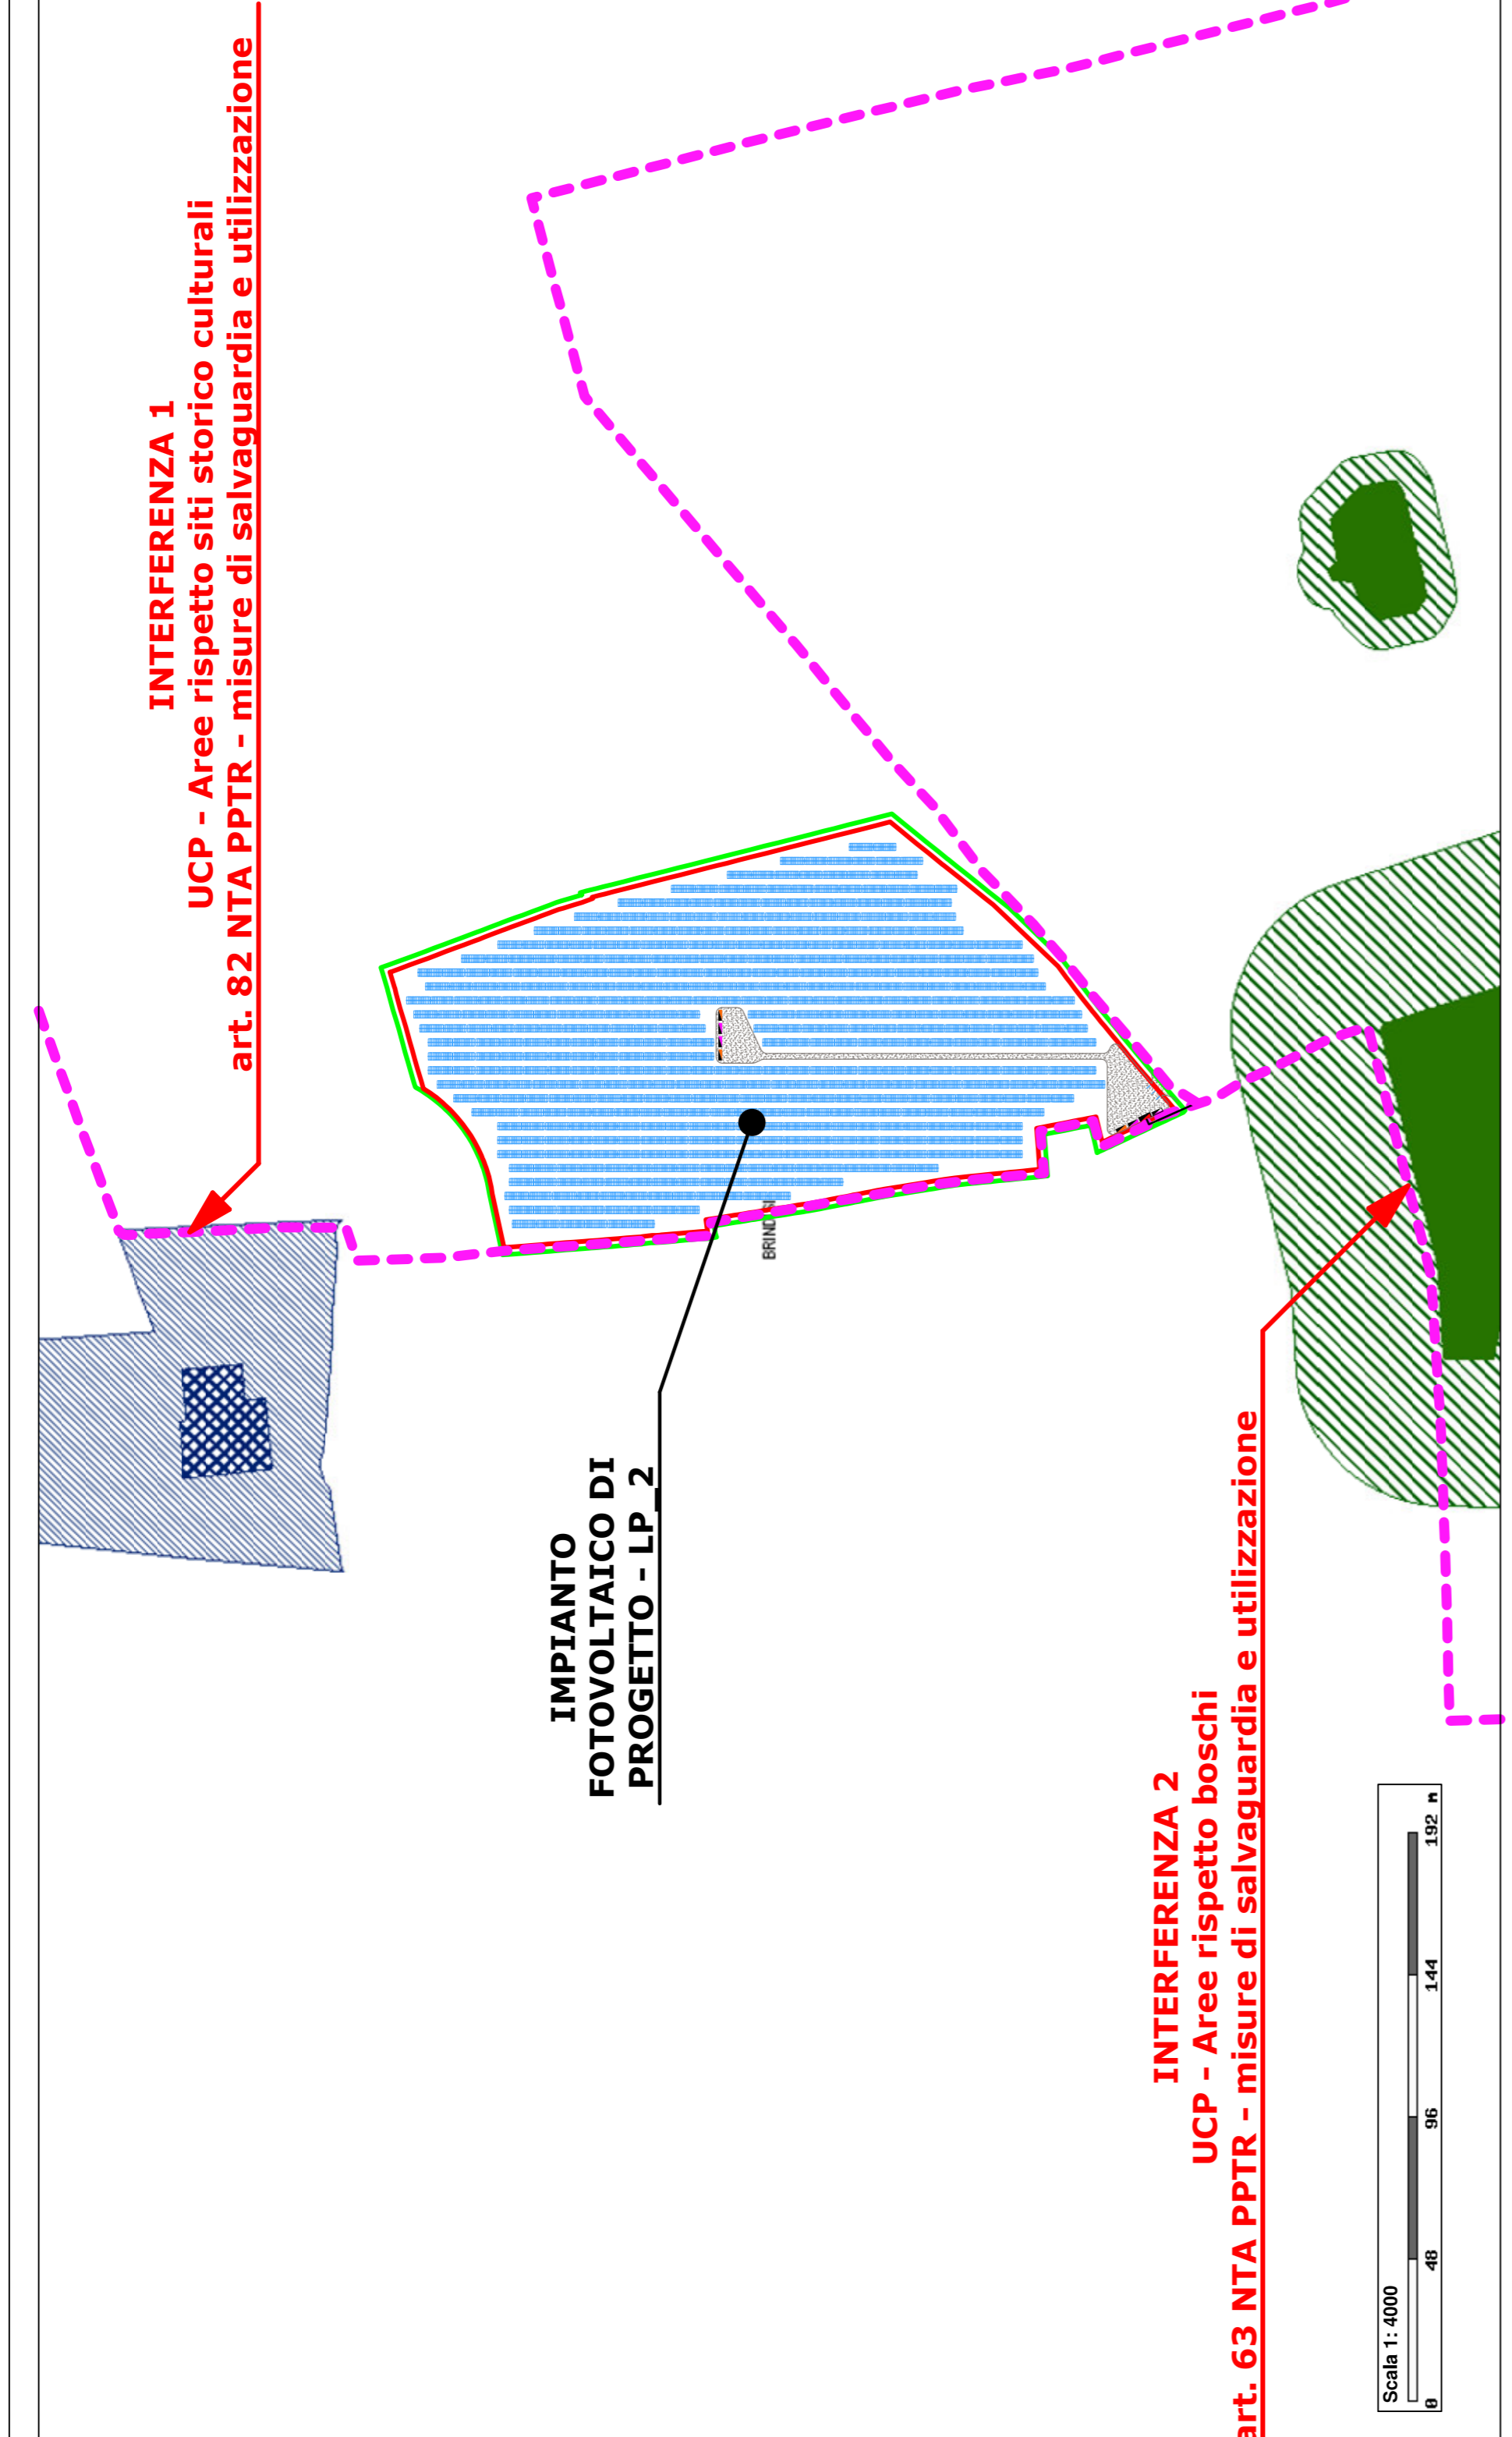 INTERFERENZA 1
UCP - Aree rispetto siti storico culturali
art. 82 NTA PPTR - misure di salvaguardia e utilizzazione
IMPIANTO
FOTOVOLTAICO DI
PROGETTO - LP_2
INTERFERENZA 2
UCP - Aree rispetto boschi
art. 63 NTA PPTR - misure di salvaguardia e utilizzazione
Scala 1: 4000
0 48 96 144 192 m